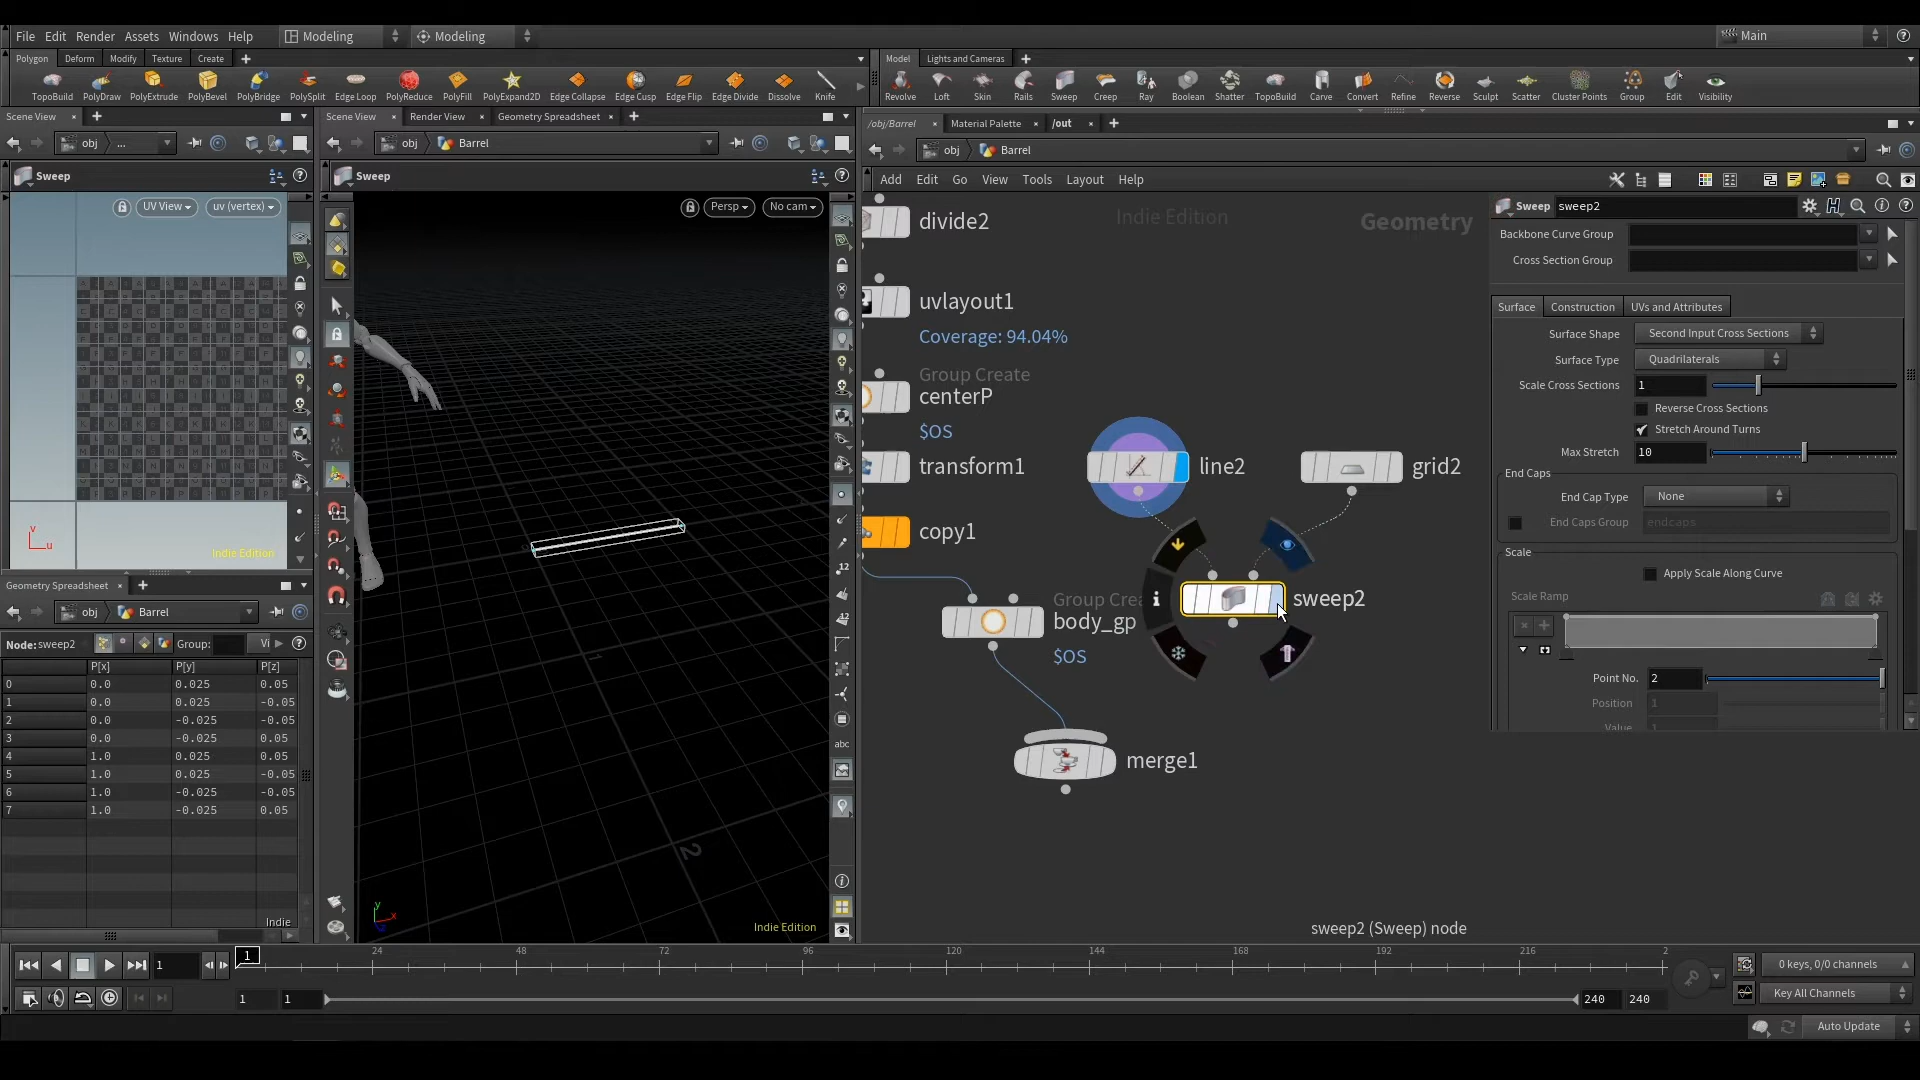 File Edit Render Assets Windows Help Modeling Modeling Main
Polygon Deform Modify Texture Create
Model Lights and Cameras
TopoBuild PolyDraw PolyExtrude PolyBevel PolyBridge PolySplit Edge Loop PolyReduce PolyFill PolyExpand2D Edge Collapse Edge Cusp Edge Flip Edge Divide Dissolve Knife
Revolve Loft Skin Rails Sweep Creep Ray Boolean Shatter TopoBuild Carve Convert Refine Reverse Sculpt Scatter Cluster Points Group Edit Visibility
Scene View
Scene View Render View Geometry Spreadsheet
/obj/Barrel Material Palette /out
obj ...
obj Barrel
obj Barrel
Sweep
Sweep
Add Edit Go View Tools Layout Help
UV View uv (vertex)
Persp No cam
v
u
Indie Edition
Geometry Spreadsheet
obj Barrel
Node: sweep2 Group: Vi
P[x] P[y] P[z]
0 0.0 0.025 0.05
1 0.0 0.025 -0.05
2 0.0 -0.025 -0.05
3 0.0 -0.025 0.05
4 1.0 0.025 0.05
5 1.0 0.025 -0.05
6 1.0 -0.025 -0.05
7 1.0 -0.025 0.05
Indie
1
2
y
x
Indie Edition
12
abc
Indie Edition
Geometry
divide2
uvlayout1
Coverage: 94.04%
Group Create
centerP
$OS
transform1
line2
grid2
copy1
Group Crea
body_gp
$OS
sweep2
merge1
sweep2 (Sweep) node
Sweep sweep2
Backbone Curve Group
Cross Section Group
Surface Construction UVs and Attributes
Surface Shape Second Input Cross Sections
Surface Type Quadrilaterals
Scale Cross Sections 1
Reverse Cross Sections
Stretch Around Turns
Max Stretch 10
End Caps
End Cap Type None
End Caps Group endcaps
Scale
Apply Scale Along Curve
Scale Ramp
Point No. 2
Position 1
Value 1
1 1 24 48 72 96 120 144 168 192 216 2
0 keys, 0/0 channels
1 1 240 240
Key All Channels
Auto Update